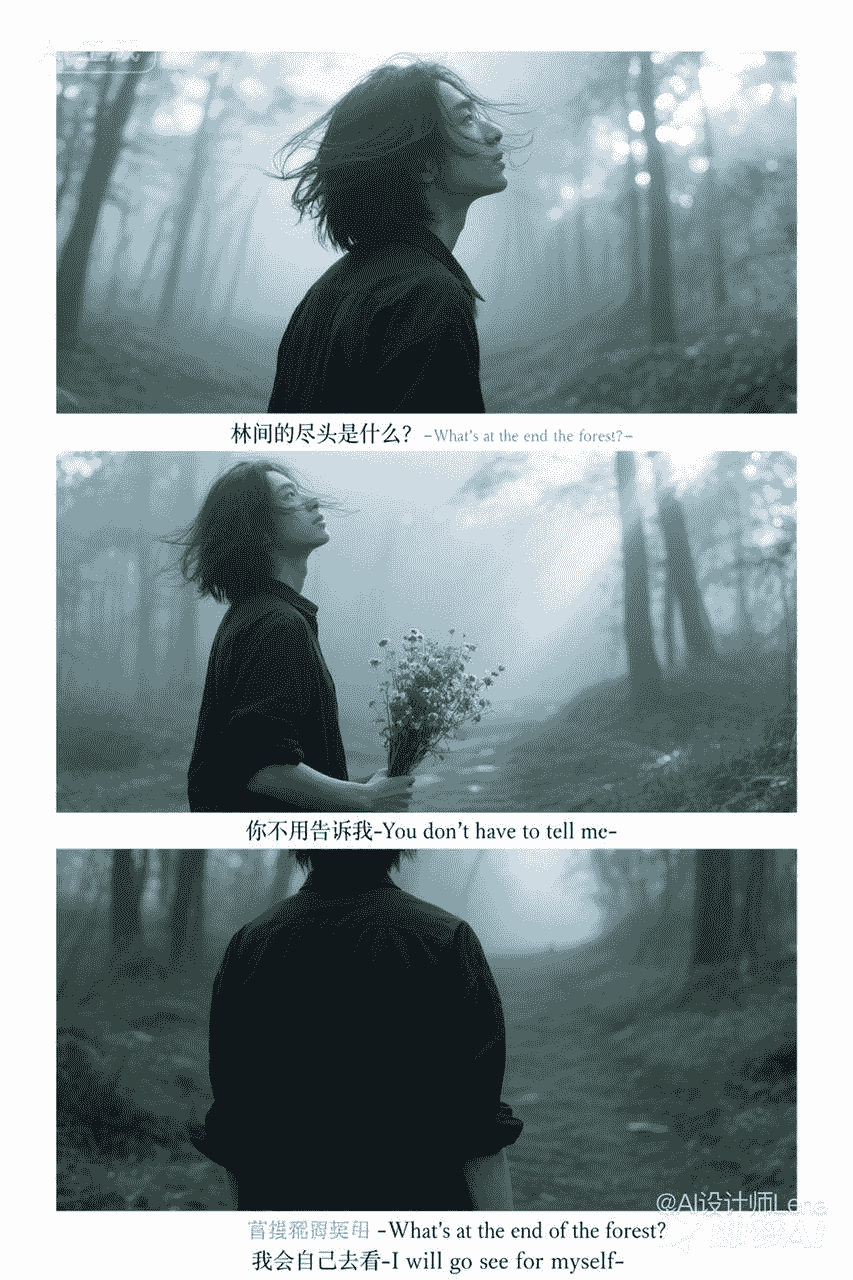 林间的尽头是什么? -What's at the end the forest?-
你不用告诉我-You don't have to tell me-
@AI设计师Lene
-What's at the end of the forest?
我会自己去看-I will go see for myself-